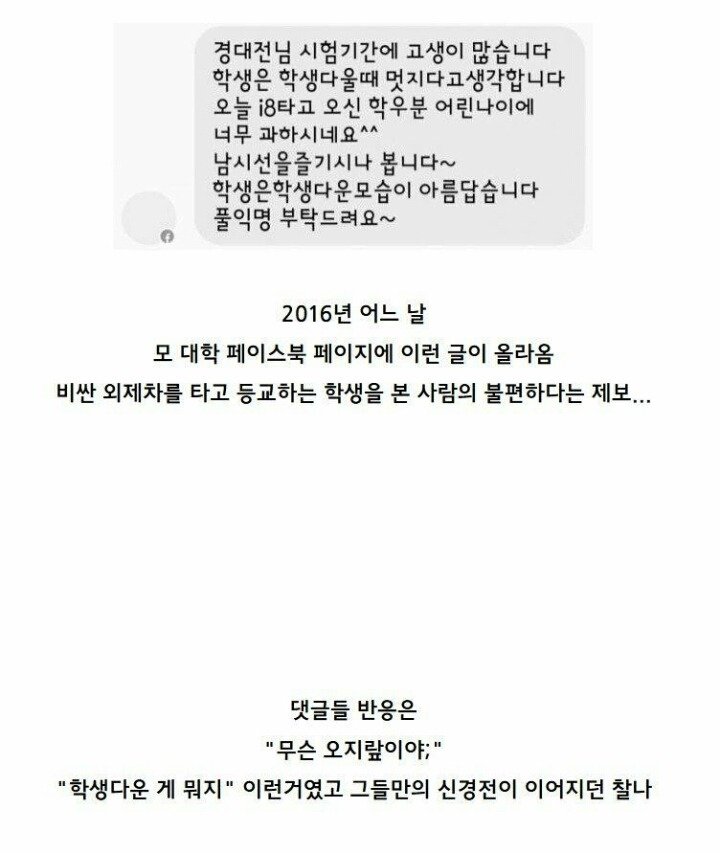 경대전님 시험기간에 고생이 많습니다
학생은 학생다울때 멋지다고생각합니다
오늘 i8타고 오신 학우분 어린나이에
너무 과하시네요^^
남시선을즐기시나 봅니다~
학생은학생다운모습이 아름답습니다
풀익명 부탁드려요~
2016년 어느 날
모 대학 페이스북 페이지에 이런 글이 올라옴
비싼 외제차를 타고 등교하는 학생을 본 사람의 불편하다는 제보...
댓글들 반응은
"무슨 오지랖이야;"
"학생다운 게 뭐지" 이런거였고 그들만의 신경전이 이어지던 찰나